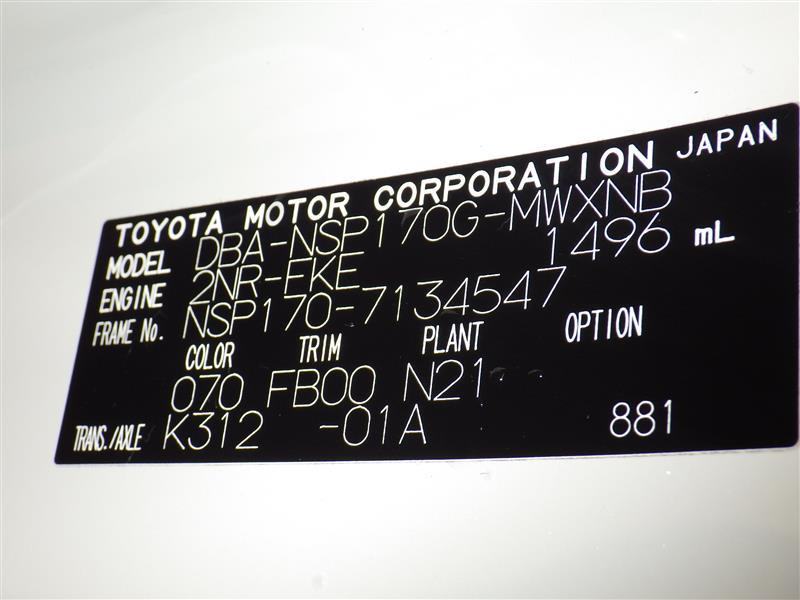 TOYOTA MOTOR CORPORATION JAPAN
MODEL DBA-NSP170G-MWXNB
ENGINE 2NR-FKE 1496 mL
FRAME No. NSP170-7134547
COLOR TRIM PLANT OPTION
070 FB00 N21
TRANS./AXLE K312 -01A 881